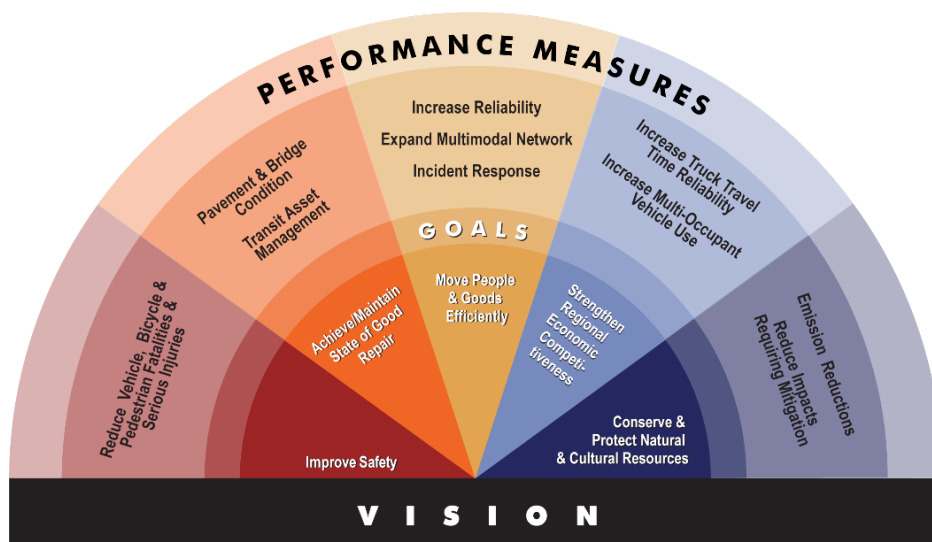 PERFORMANCE MEASURES
Reduce Vehicle, Bicycle &
Pedestrian Fatalities &
Serious Injuries
Pavement & Bridge
Condition
Transit Asset
Management
Increase Reliability
Expand Multimodal Network
Incident Response
Increase Truck Travel
Time Reliability
Increase Multi-Occupant
Vehicle Use
Emission Reductions
Reduce Impacts
Requiring Mitigation
GOALS
Improve Safety
Achieve/Maintain
State of Good
Repair
Move People
& Goods
Efficiently
Strengthen
Regional
Economic
Competi-
tiveness
Conserve &
Protect Natural
& Cultural Resources
VISION